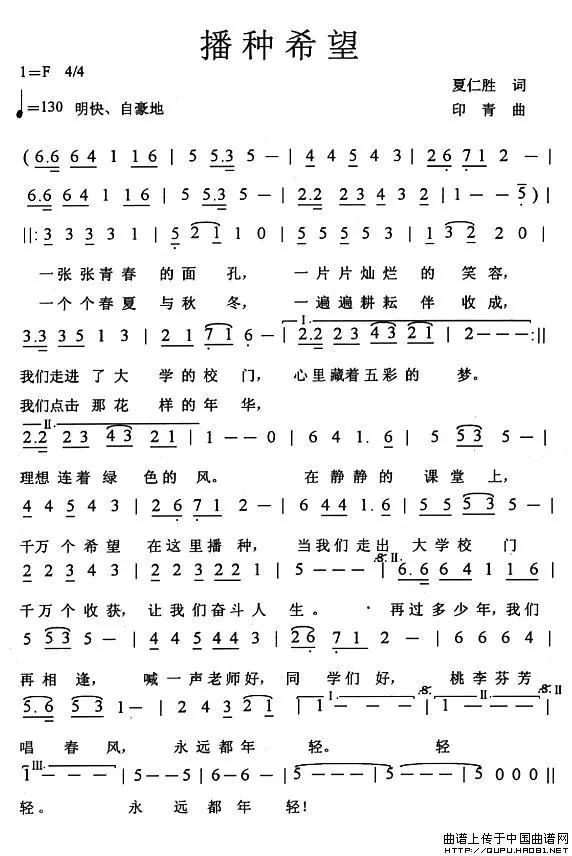 播种希望
1=F 4/4
夏仁胜 词
♩=130 明快、自豪地
印青 曲
(6.6 6 4 1 1 6 | 5 5.3 5 - | 4 4 5 4 3 | 2 6 7 1 2 - |
6.6 6 4 1 1 6 | 5 5.3 5 - | 2.2 2 3 4 3 2 | 1 - - 5) |
||: 3 3 3 3 1 | 5 2 1 1 0 | 5 5 5 5 3 | 1 3 2 2 0 |
一张张青春 的面孔， 一片片灿烂 的 笑容，
一个个春夏 与秋冬， 一遍遍耕耘 伴 收成，
I.
3.3 3 5 1 3 | 2 1 7 1 6 - | 2.2 2 3 4 3 2 1 | 2 - - - :||
我们走进 了大 学的校门， 心里藏着五彩的 梦。
我们点击 那花 样的年华，
II
2.2 2 3 4 3 2 1 | 1 - - 0 | 6 4 1. 6 | 5 5 3 5 - |
理想连着绿 色的风。 在静静的 课堂上，
4 4 5 4 3 | 2 6 7 1 2 - | 6 4 4 1. 6 | 5 5 5 3 5 |
千万个希望 在这里播种， 当我们走出 大学校门
2 2 2 4 3 | 2 2 3 2 2 1 | 5 - - - | 6.6 6 4 1 1 6 |
千万个收获， 让我们奋斗人 生。 再过多少年，我们
5 5 3 5 - | 4 4 5 4 4 3 | 2 6 7 1 2 - | 6 6 6 4 |
再相逢， 喊一声老师好， 同学们好， 桃李芬芳
I. II
5. 6 5 3 1 - | 2 4 3 2 1 | 1 - - - | 1 - - - |
唱春风， 永远都年 轻。 轻
III
1 - - - | 5 - - 5 | 6 - 6 - | 5 - - - | 5 - - - | 5 0 0 0 ||
轻。 永远都年 轻！
曲谱上传于中国曲谱网
HTTP://QUPU.HAO81.NET